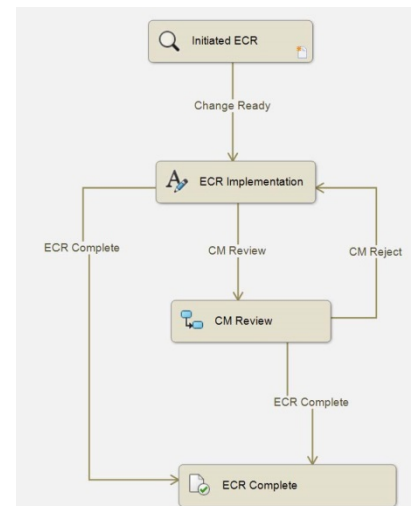 Initiated ECR
Change Ready
ECR Implementation
ECR Complete
CM Review
CM Reject
CM Review
ECR Complete
ECR Complete